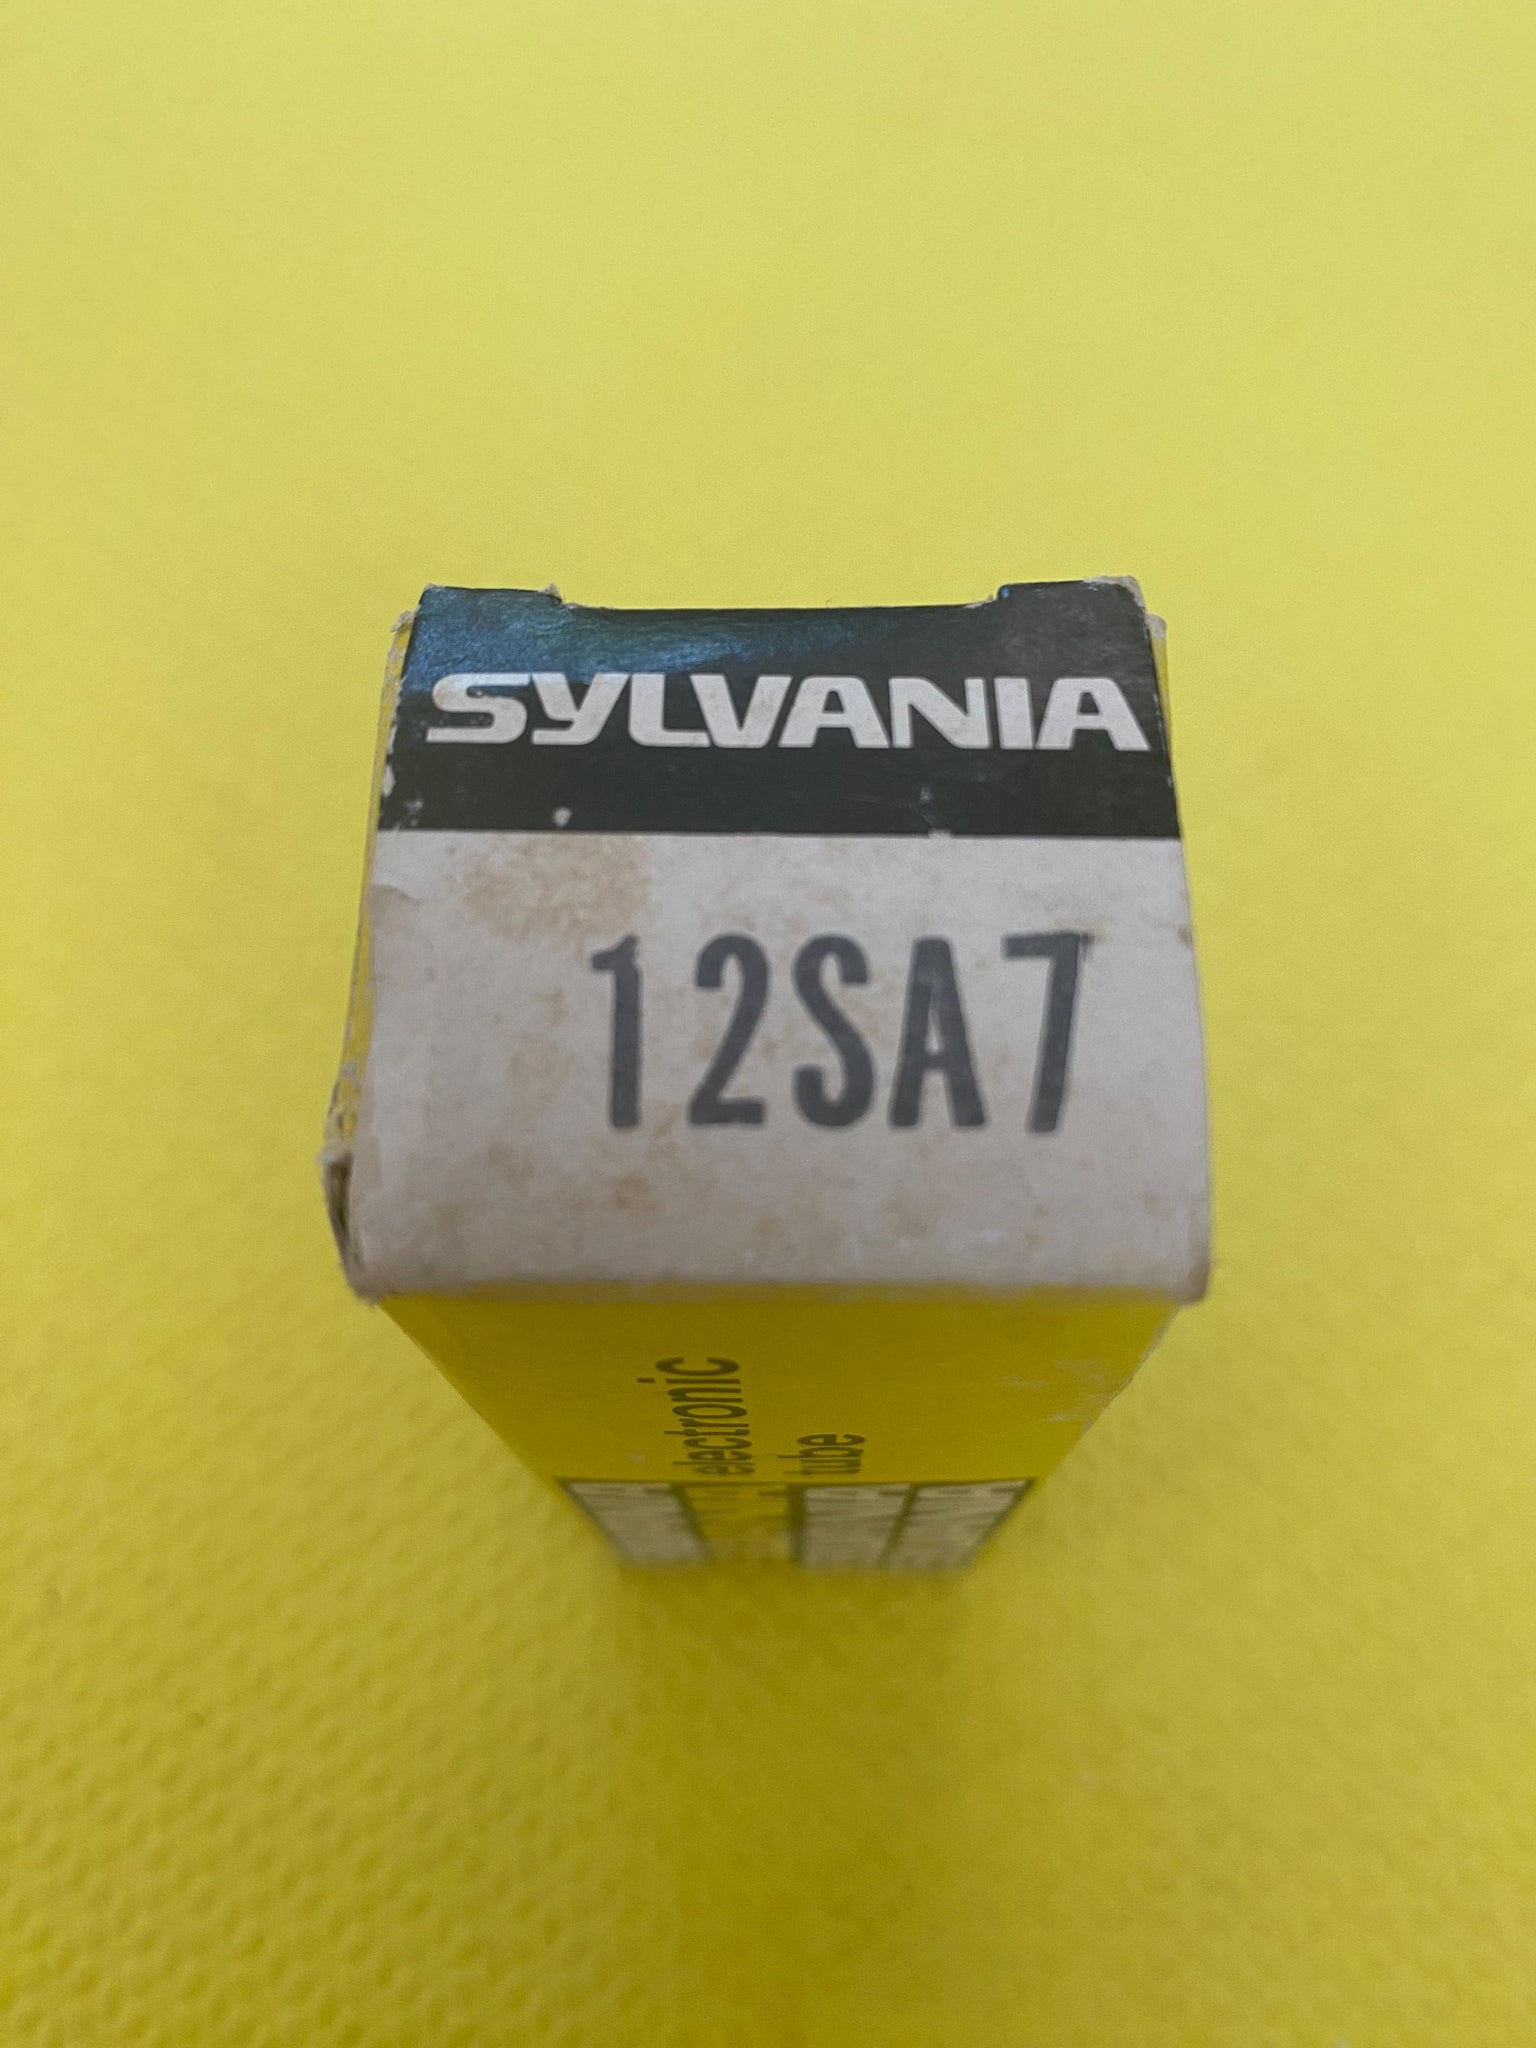 SYLVANIA
12SA7
electronic
tube